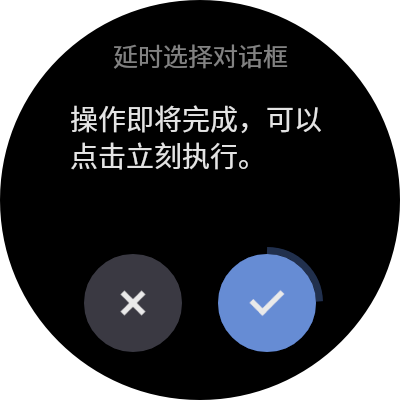 延时选择对话框
操作即将完成，可以
点击立刻执行。